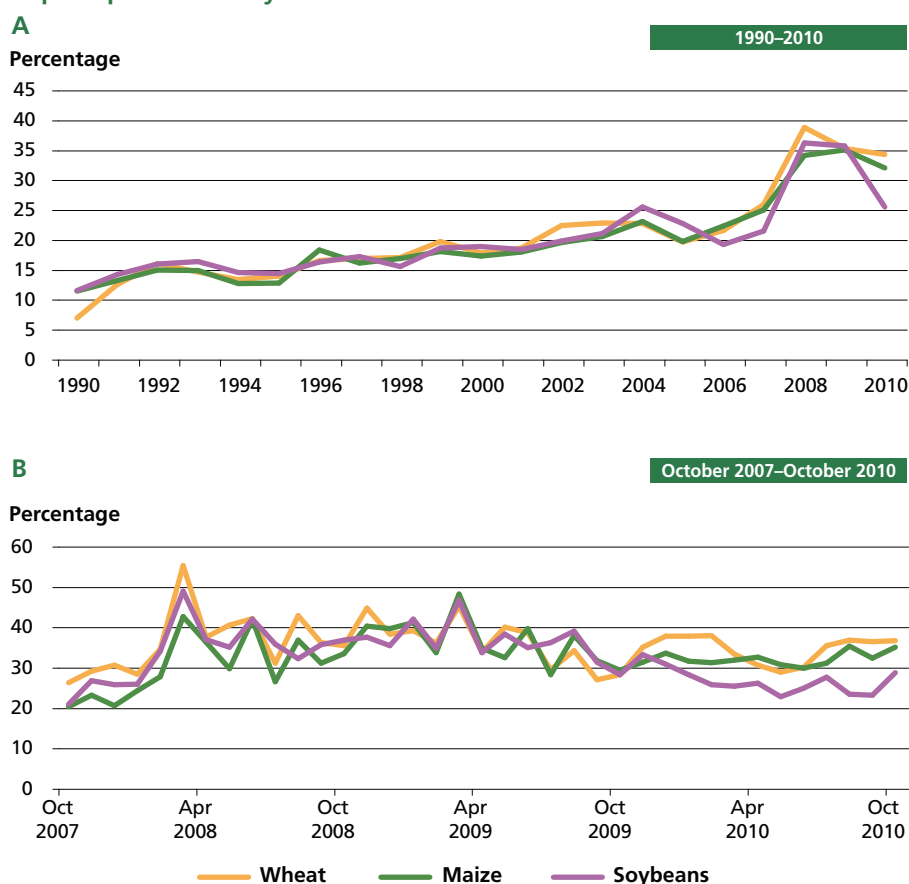 A
1990–2010
Percentage
45
40
35
30
25
20
15
10
5
0
1990 1992 1994 1996 1998 2000 2002 2004 2006 2008 2010
B
October 2007–October 2010
Percentage
60
50
40
30
20
10
0
Oct Apr Oct Apr Oct Apr Oct
2007 2008 2008 2009 2009 2010 2010
Wheat Maize Soybeans